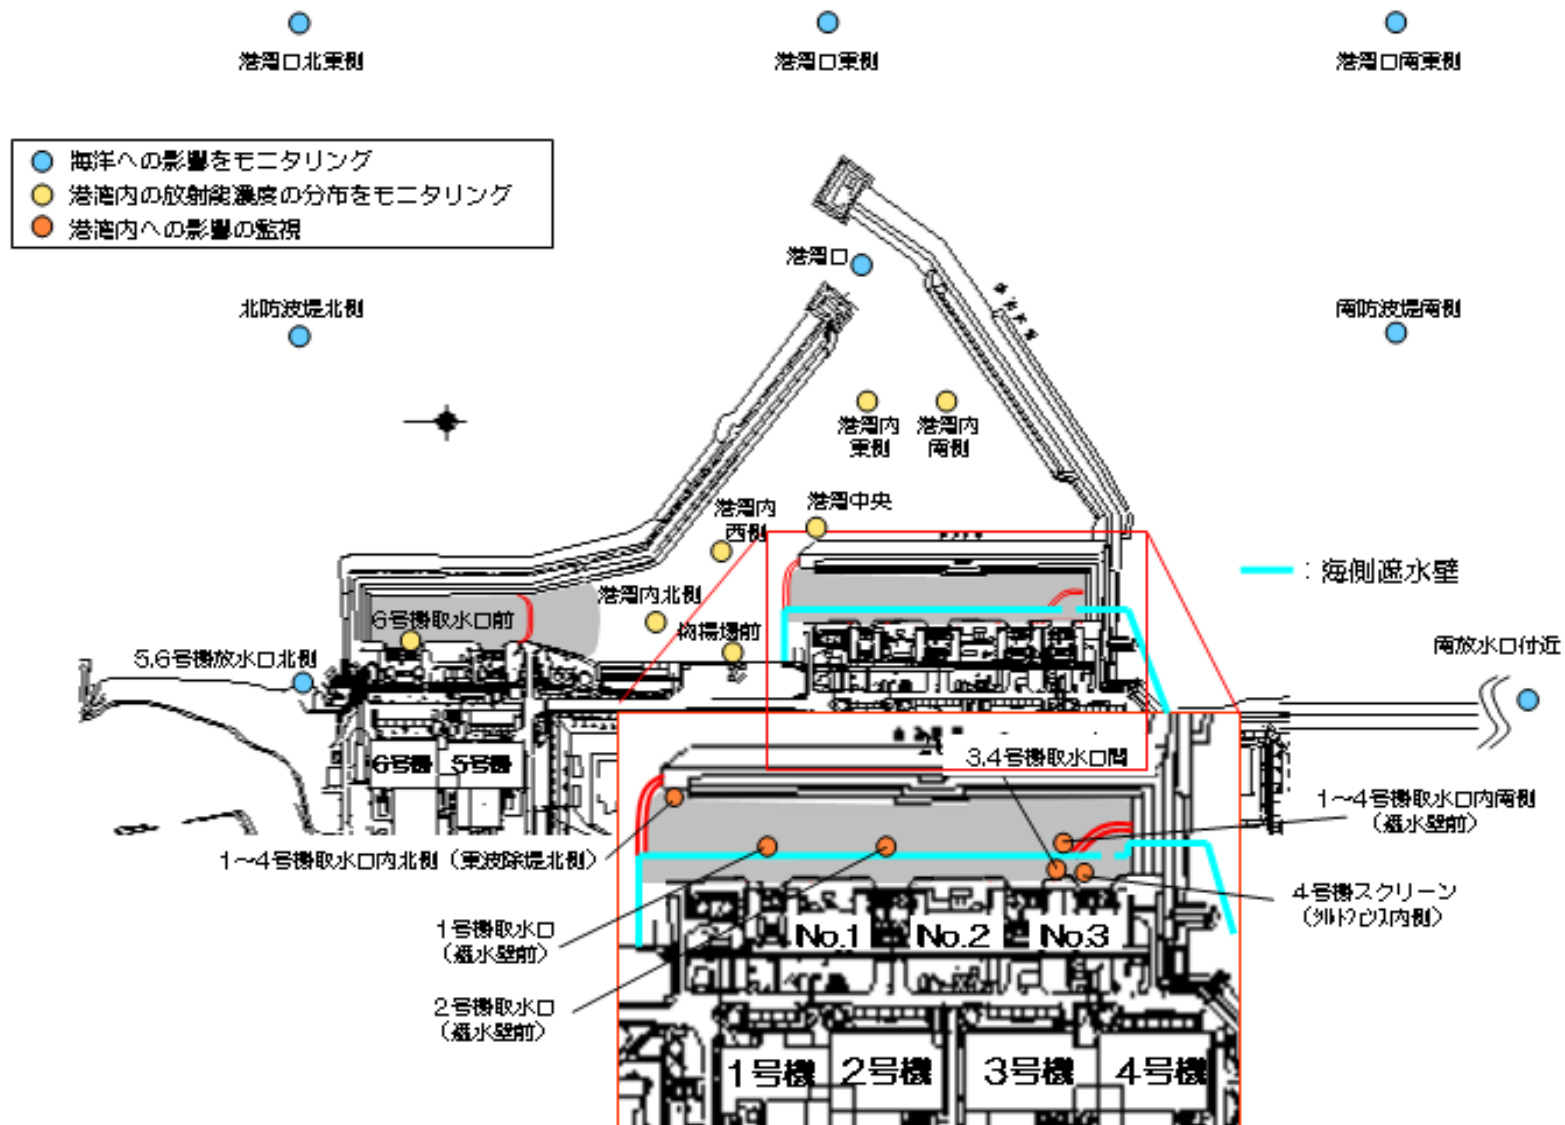 港湾口北東側
港湾口東側
港湾口南東側
海洋への影響をモニタリング
港湾内の放射能濃度の分布をモニタリング
港湾内への影響の監視
港湾口
北防波堤北側
南防波堤南側
港湾内
東側
港湾内
南側
港湾内
西側
港湾中央
:海側遮水壁
港湾内北側
6号機取水口前
物揚場前
5,6号機放水口北側
南放水口付近
6号機
5号機
3,4号機取水口間
1~4号機取水口内南側
(遮水壁前)
1~4号機取水口内北側(東波除堤北側)
4号機スクリーン
(シルトフェンス内側)
1号機取水口
(遮水壁前)
No.1
No.2
No.3
2号機取水口
(遮水壁前)
1号機
2号機
3号機
4号機